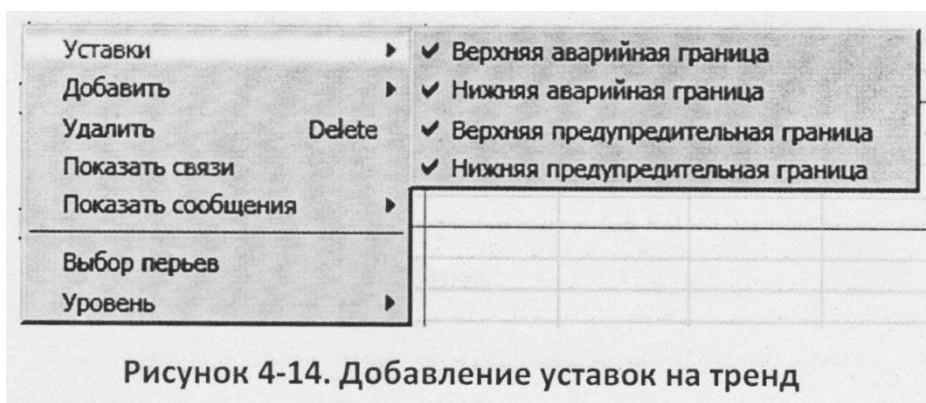 Уставки
Добавить
Удалить Delete
Показать связи
Показать сообщения
Выбор перьев
Уровень
Верхняя аварийная граница
Нижняя аварийная граница
Верхняя предупредительная граница
Нижняя предупредительная граница
Рисунок 4-14. Добавление уставок на тренд